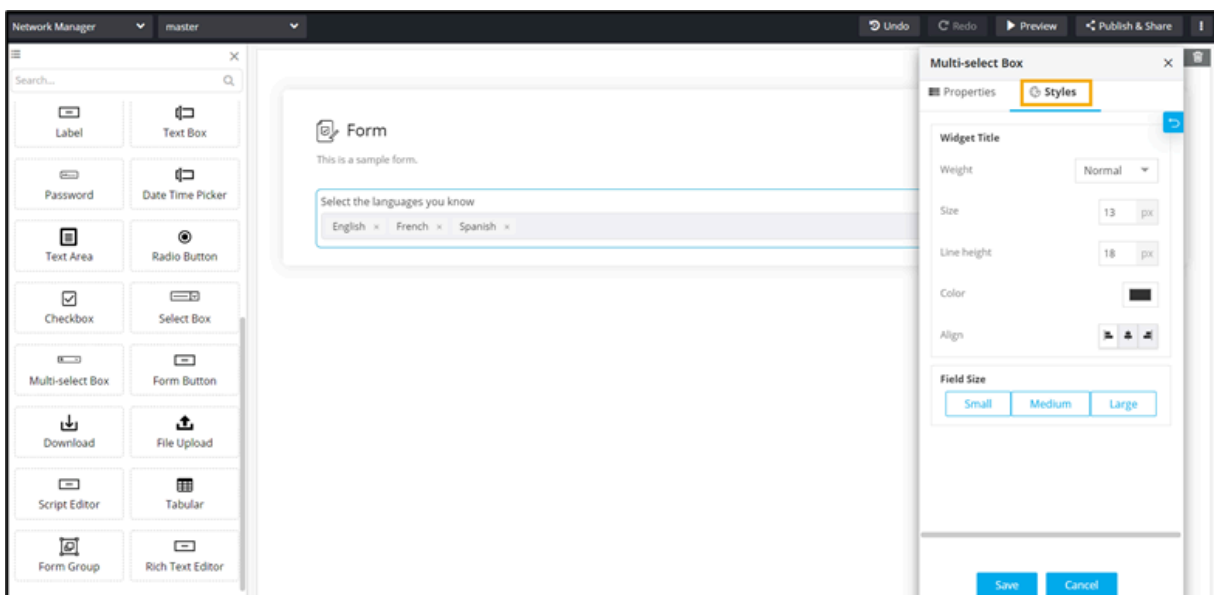 Network Manager master Undo Redo Preview Publish & Share
Search...
Label Text Box
Password Date Time Picker
Text Area Radio Button
Checkbox Select Box
Multi-select Box Form Button
Download File Upload
Script Editor Tabular
Form Group Rich Text Editor
Form
This is a sample form.
Select the languages you know
English × French × Spanish ×
Multi-select Box
Properties Styles
Widget Title
Weight Normal
Size 13 px
Line height 18 px
Color
Align
Field Size
Small Medium Large
Save Cancel